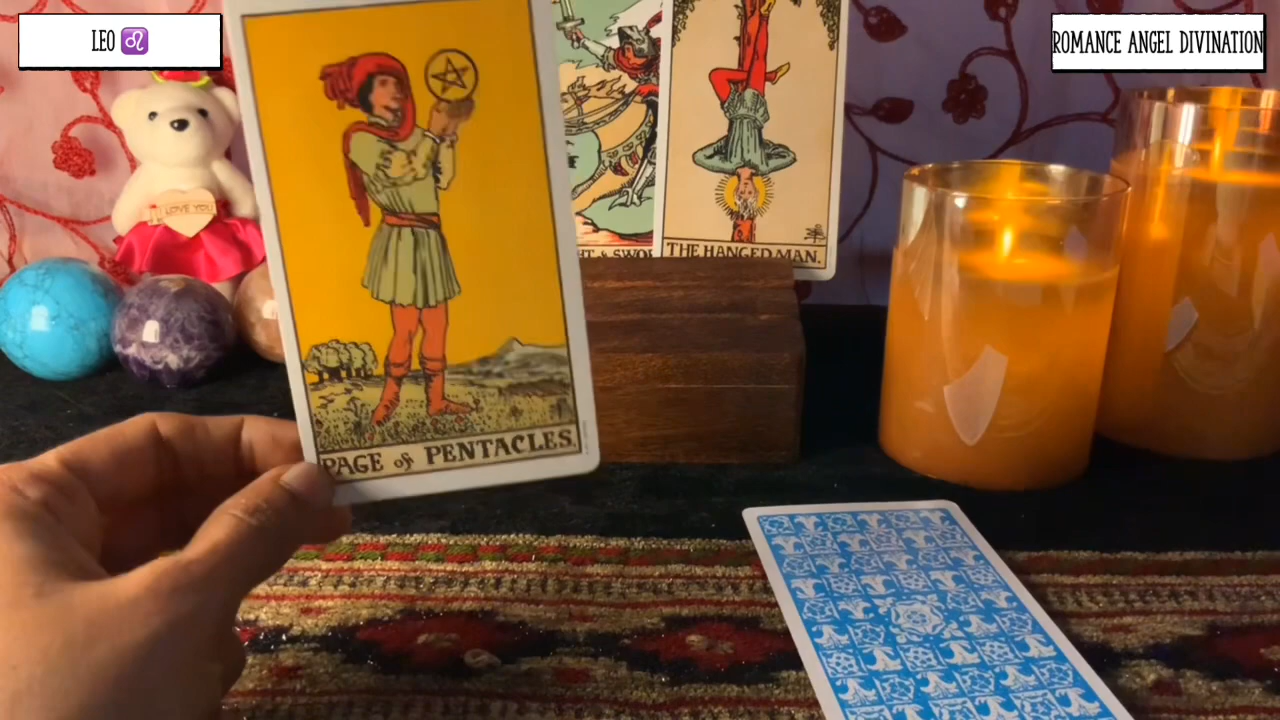 LEO ♌
ROMANCE ANGEL DIVINATION
THE HANGED MAN.
I LOVE YOU
PAGE of PENTACLES.